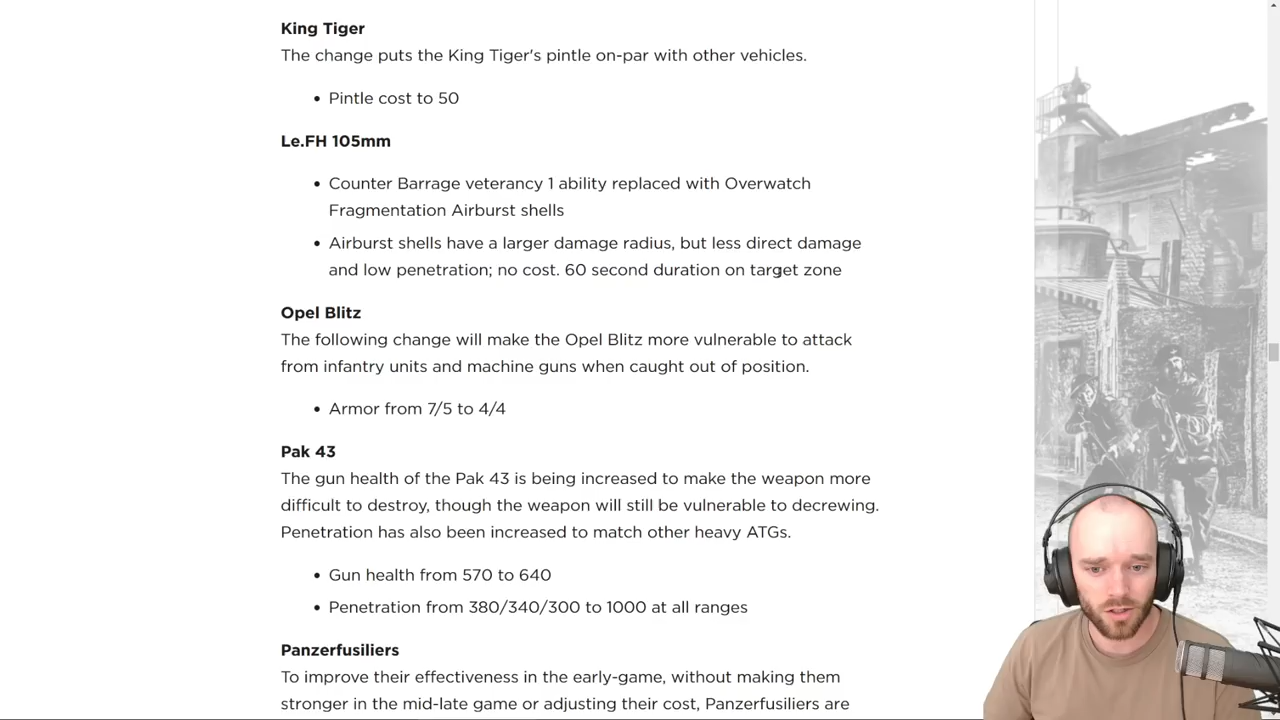 King Tiger
The change puts the King Tiger's pintle on-par with other vehicles.
• Pintle cost to 50
Le.FH 105mm
• Counter Barrage veterancy 1 ability replaced with Overwatch
Fragmentation Airburst shells
• Airburst shells have a larger damage radius, but less direct damage
and low penetration; no cost. 60 second duration on target zone
Opel Blitz
The following change will make the Opel Blitz more vulnerable to attack
from infantry units and machine guns when caught out of position.
• Armor from 7/5 to 4/4
Pak 43
The gun health of the Pak 43 is being increased to make the weapon more
difficult to destroy, though the weapon will still be vulnerable to decrewing.
Penetration has also been increased to match other heavy ATGs.
• Gun health from 570 to 640
• Penetration from 380/340/300 to 1000 at all ranges
Panzerfusiliers
To improve their effectiveness in the early-game, without making them
stronger in the mid-late game or adjusting their cost, Panzerfusiliers are